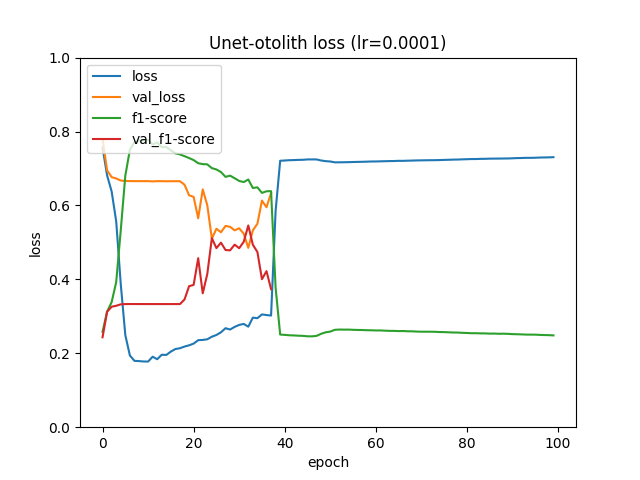 Unet-otolith loss (lr=0.0001)
loss
val_loss
f1-score
val_f1-score
1.0
0.8
0.6
0.4
0.2
0.0
loss
0 20 40 60 80 100
epoch